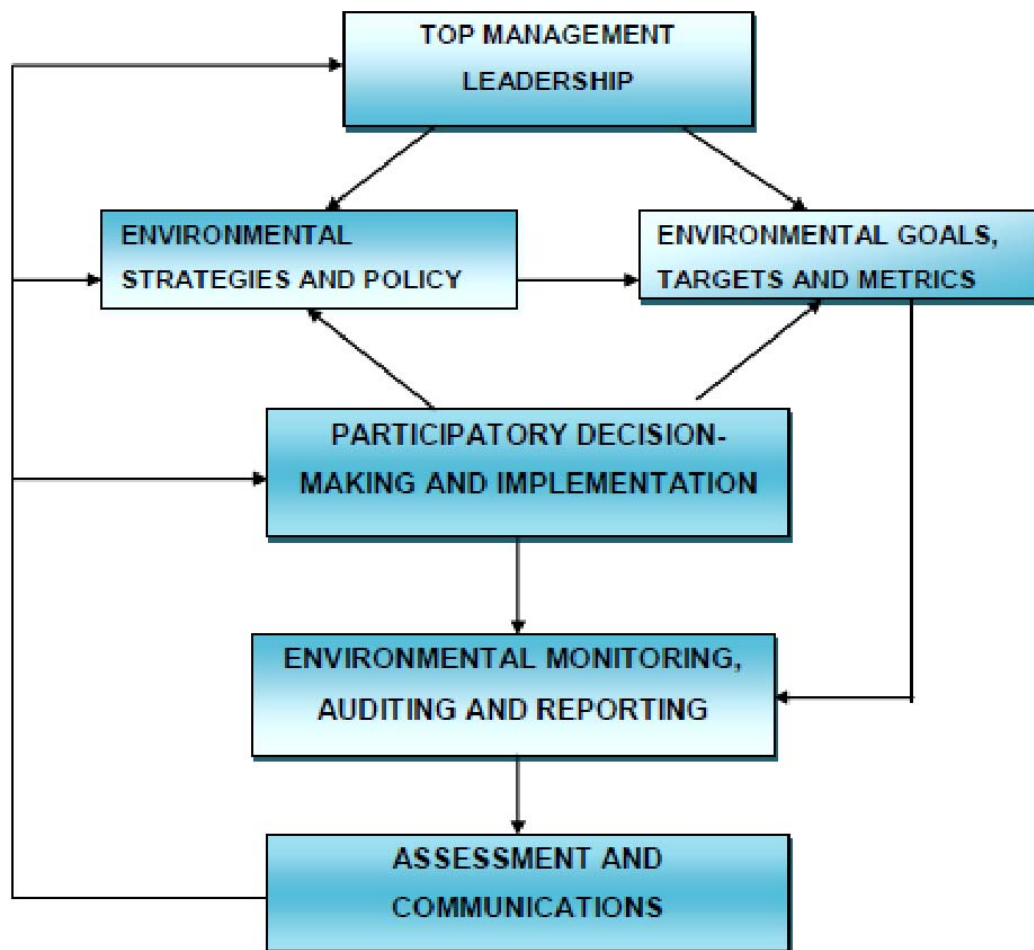 TOP MANAGEMENT
LEADERSHIP
ENVIRONMENTAL
STRATEGIES AND POLICY
ENVIRONMENTAL GOALS,
TARGETS AND METRICS
PARTICIPATORY DECISION-
MAKING AND IMPLEMENTATION
ENVIRONMENTAL MONITORING,
AUDITING AND REPORTING
ASSESSMENT AND
COMMUNICATIONS